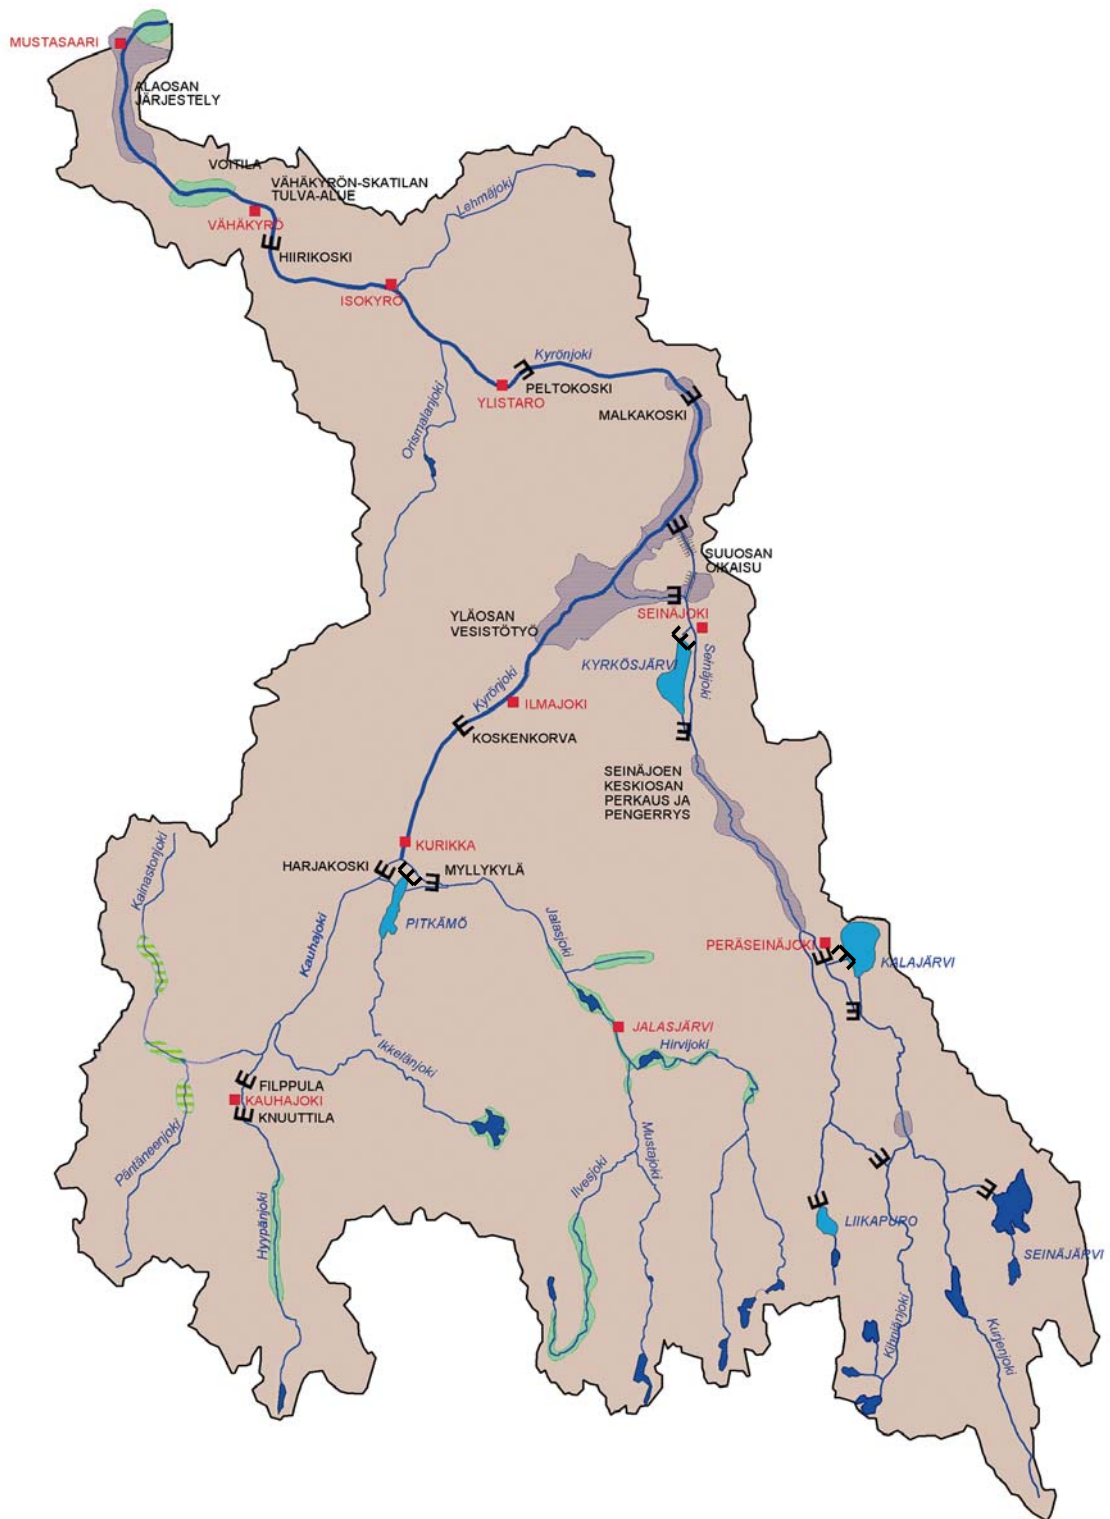 MUSTASAARI
ALAOSAN
JÄRJESTELY
VOITILA
VÄHÄKYRÖN-SKATILAN
TULVA-ALUE
VÄHÄKYRÖ
HIIRIKOSKI
Lehmäjoki
ISOKYRÖ
Kyrönjoki
PELTOKOSKI
YLISTARO
MALKAKOSKI
Orismalanjoki
SUUOSAN
OIKAISU
YLÄOSAN
VESISTÖTYÖ
SEINÄJOKI
KYRKÖSJÄRVI
Seinäjoki
Kyrönjoki
ILMAJOKI
KOSKENKORVA
SEINÄJOEN
KESKIOSAN
PERKAUS JA
PENGERRYS
KURIKKA
HARJAKOSKI
MYLLYKYLÄ
Kainastonjoki
PITKÄMÖ
Jalasjoki
Kauhajoki
PERÄSEINÄJOKI
KALAJÄRVI
JALASJÄRVI
Hirvijoki
Ikkelänjoki
FILPPULA
KAUHAJOKI
KNUUTTILA
Päntäneenjoki
Mustajoki
Ilvesjoki
Hyypänjoki
LIIKAPURO
SEINÄJÄRVI
Kihniänjoki
Kurjenjoki